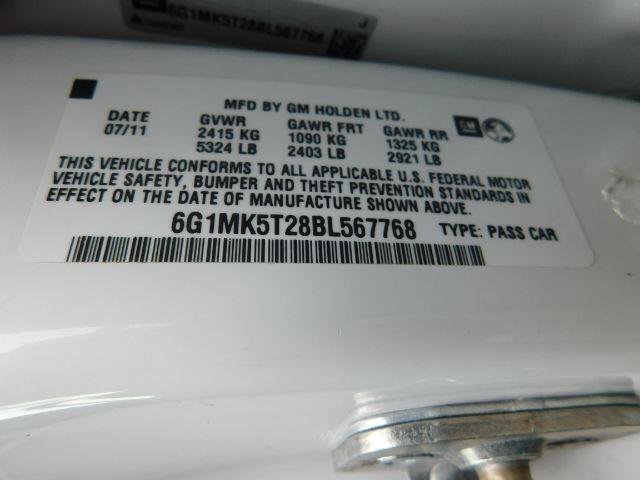 6G1MK5T28BL567768
J
MFD BY GM HOLDEN LTD.
DATE GVWR GAWR FRT GAWR RR GM
07/11 2415 KG 1090 KG 1325 KG
5324 LB 2403 LB 2921 LB
THIS VEHICLE CONFORMS TO ALL APPLICABLE U.S. FEDERAL MOTOR
VEHICLE SAFETY, BUMPER AND THEFT PREVENTION STANDARDS IN
EFFECT ON THE DATE OF MANUFACTURE SHOWN ABOVE.
6G1MK5T28BL567768 TYPE: PASS CAR